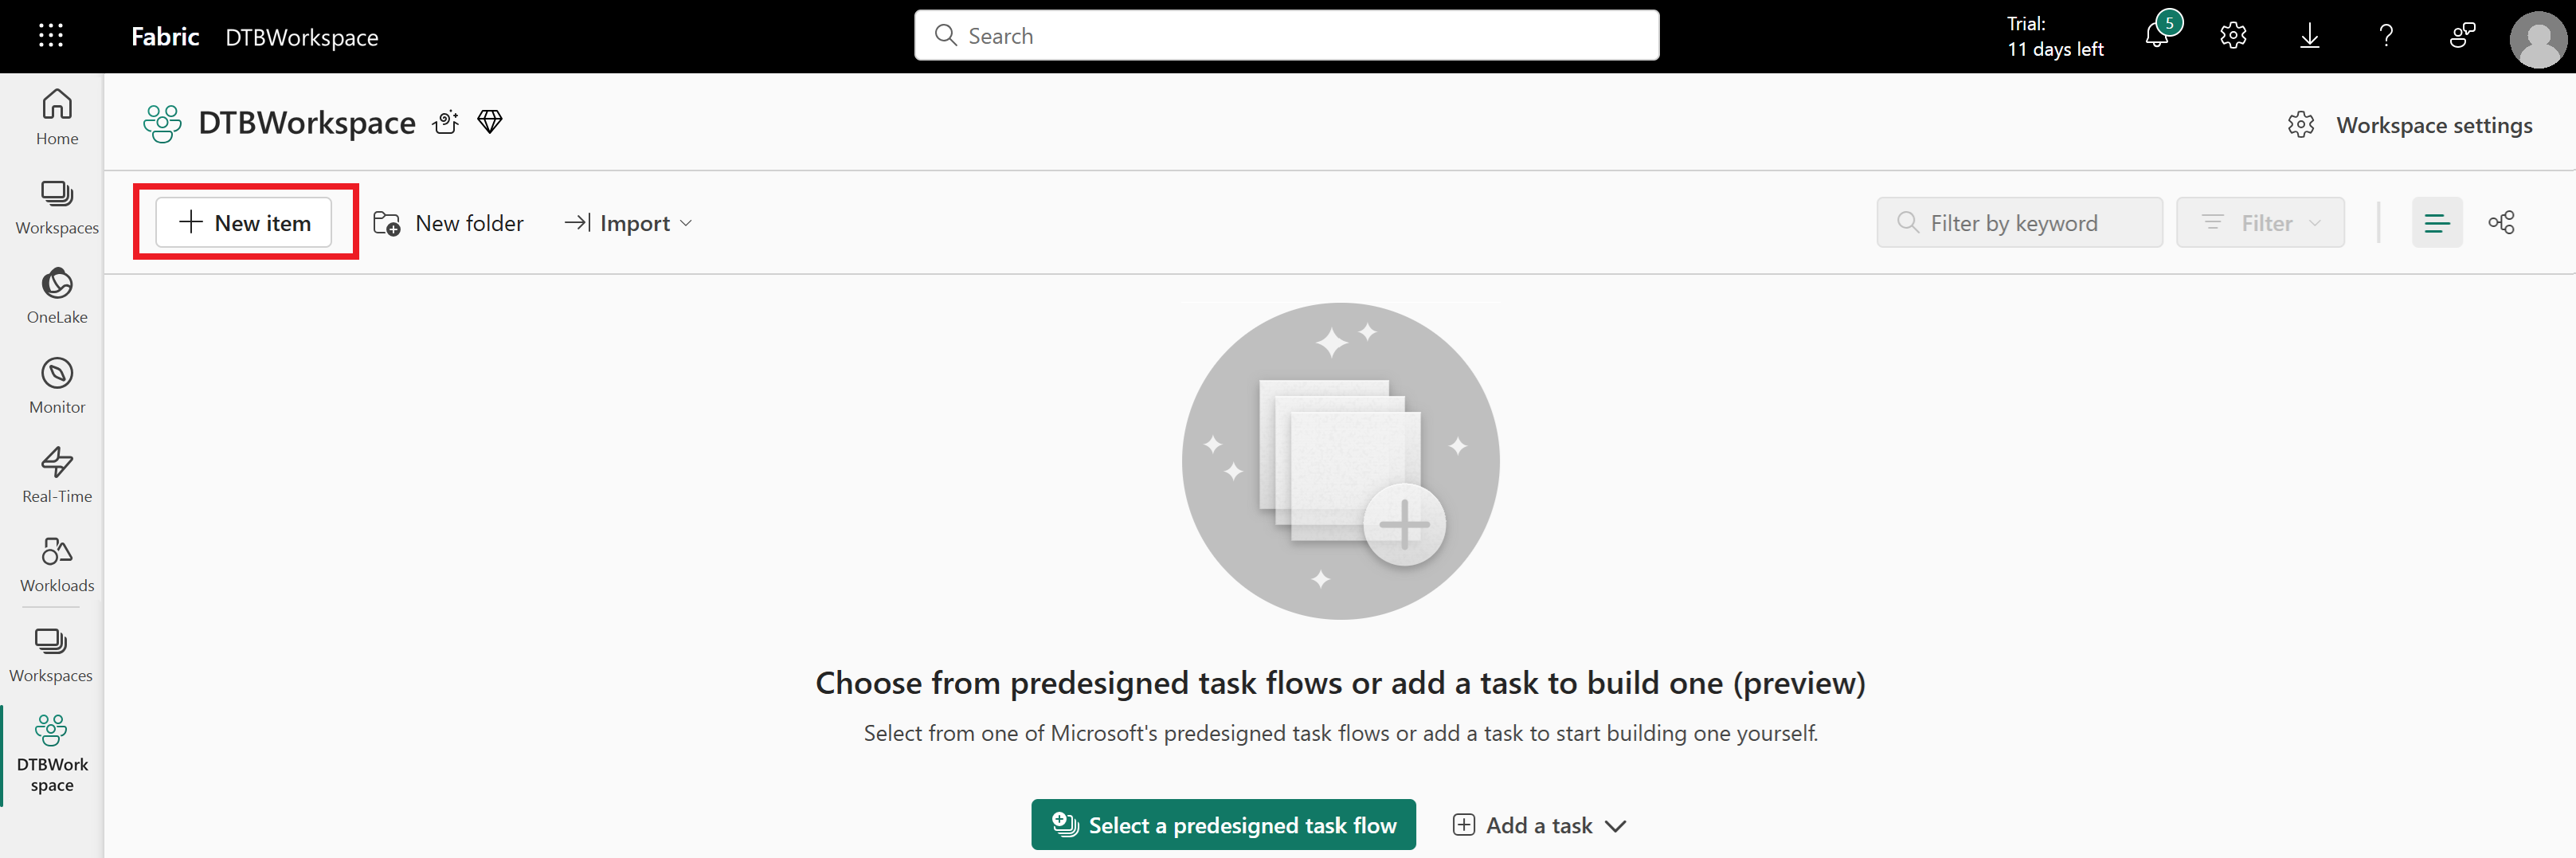 Fabric DTBWorkspace
Search
Trial:
11 days left
5
Home
Workspaces
OneLake
Monitor
Real-Time
Workloads
Workspaces
DTBWork
space
DTBWorkspace
Workspace settings
New item
New folder
Import
Filter by keyword
Filter
Choose from predesigned task flows or add a task to build one (preview)
Select from one of Microsoft's predesigned task flows or add a task to start building one yourself.
Select a predesigned task flow
Add a task